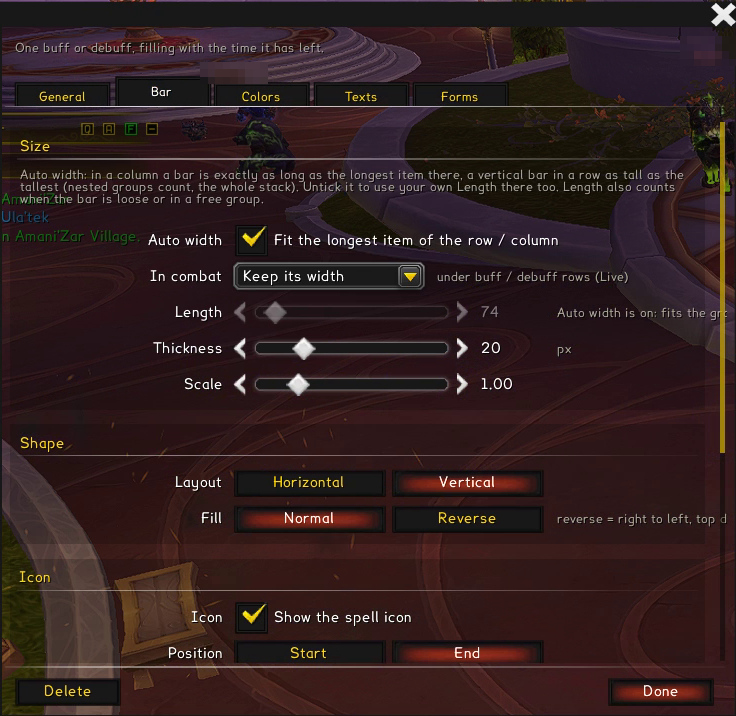 One buff or debuff, filling with the time it has left.
General
Bar
Colors
Texts
Forms
Q A F
Size
Auto width: in a column a bar is exactly as long as the longest item there, a vertical bar in a row as tall as the
tallest (nested groups count, the whole stack). Untick it to use your own Length there too. Length also counts
when the bar is loose or in a free group.
Ula'tek
n Amani'Zar Village.
Auto width
Fit the longest item of the row / column
In combat
Keep its width
under buff / debuff rows (Live)
Length
74
Auto width is on: fits the
Thickness
20
px
Scale
1.00
Shape
Layout
Horizontal
Vertical
Fill
Normal
Reverse
reverse = right to left, top d
Icon
Icon
Show the spell icon
Position
Start
End
Delete
Done